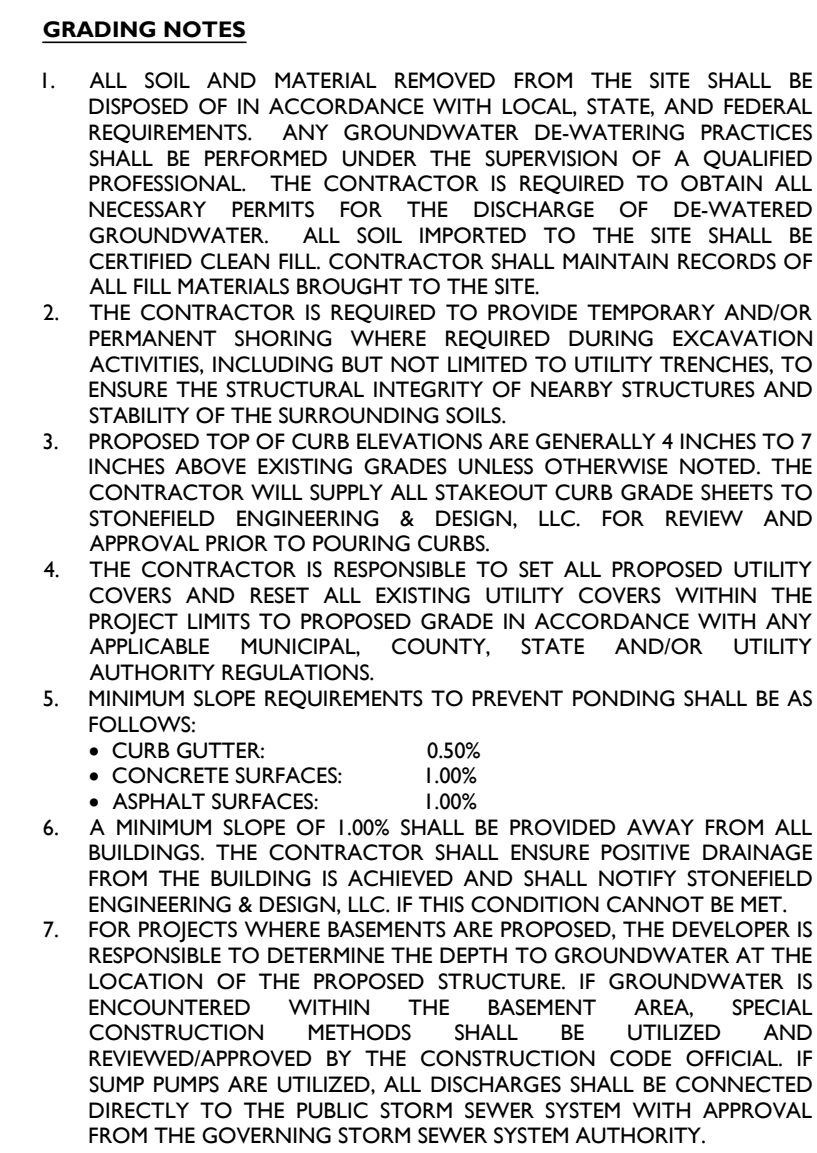 GRADING NOTES
1. ALL SOIL AND MATERIAL REMOVED FROM THE SITE SHALL BE
DISPOSED OF IN ACCORDANCE WITH LOCAL, STATE, AND FEDERAL
REQUIREMENTS. ANY GROUNDWATER DE-WATERING PRACTICES
SHALL BE PERFORMED UNDER THE SUPERVISION OF A QUALIFIED
PROFESSIONAL. THE CONTRACTOR IS REQUIRED TO OBTAIN ALL
NECESSARY PERMITS FOR THE DISCHARGE OF DE-WATERED
GROUNDWATER. ALL SOIL IMPORTED TO THE SITE SHALL BE
CERTIFIED CLEAN FILL. CONTRACTOR SHALL MAINTAIN RECORDS OF
ALL FILL MATERIALS BROUGHT TO THE SITE.
2. THE CONTRACTOR IS REQUIRED TO PROVIDE TEMPORARY AND/OR
PERMANENT SHORING WHERE REQUIRED DURING EXCAVATION
ACTIVITIES, INCLUDING BUT NOT LIMITED TO UTILITY TRENCHES, TO
ENSURE THE STRUCTURAL INTEGRITY OF NEARBY STRUCTURES AND
STABILITY OF THE SURROUNDING SOILS.
3. PROPOSED TOP OF CURB ELEVATIONS ARE GENERALLY 4 INCHES TO 7
INCHES ABOVE EXISTING GRADES UNLESS OTHERWISE NOTED. THE
CONTRACTOR WILL SUPPLY ALL STAKEOUT CURB GRADE SHEETS TO
STONEFIELD ENGINEERING & DESIGN, LLC. FOR REVIEW AND
APPROVAL PRIOR TO POURING CURBS.
4. THE CONTRACTOR IS RESPONSIBLE TO SET ALL PROPOSED UTILITY
COVERS AND RESET ALL EXISTING UTILITY COVERS WITHIN THE
PROJECT LIMITS TO PROPOSED GRADE IN ACCORDANCE WITH ANY
APPLICABLE MUNICIPAL, COUNTY, STATE AND/OR UTILITY
AUTHORITY REGULATIONS.
5. MINIMUM SLOPE REQUIREMENTS TO PREVENT PONDING SHALL BE AS
FOLLOWS:
• CURB GUTTER: 0.50%
• CONCRETE SURFACES: 1.00%
• ASPHALT SURFACES: 1.00%
6. A MINIMUM SLOPE OF 1.00% SHALL BE PROVIDED AWAY FROM ALL
BUILDINGS. THE CONTRACTOR SHALL ENSURE POSITIVE DRAINAGE
FROM THE BUILDING IS ACHIEVED AND SHALL NOTIFY STONEFIELD
ENGINEERING & DESIGN, LLC. IF THIS CONDITION CANNOT BE MET.
7. FOR PROJECTS WHERE BASEMENTS ARE PROPOSED, THE DEVELOPER IS
RESPONSIBLE TO DETERMINE THE DEPTH TO GROUNDWATER AT THE
LOCATION OF THE PROPOSED STRUCTURE. IF GROUNDWATER IS
ENCOUNTERED WITHIN THE BASEMENT AREA, SPECIAL
CONSTRUCTION METHODS SHALL BE UTILIZED AND
REVIEWED/APPROVED BY THE CONSTRUCTION CODE OFFICIAL. IF
SUMP PUMPS ARE UTILIZED, ALL DISCHARGES SHALL BE CONNECTED
DIRECTLY TO THE PUBLIC STORM SEWER SYSTEM WITH APPROVAL
FROM THE GOVERNING STORM SEWER SYSTEM AUTHORITY.